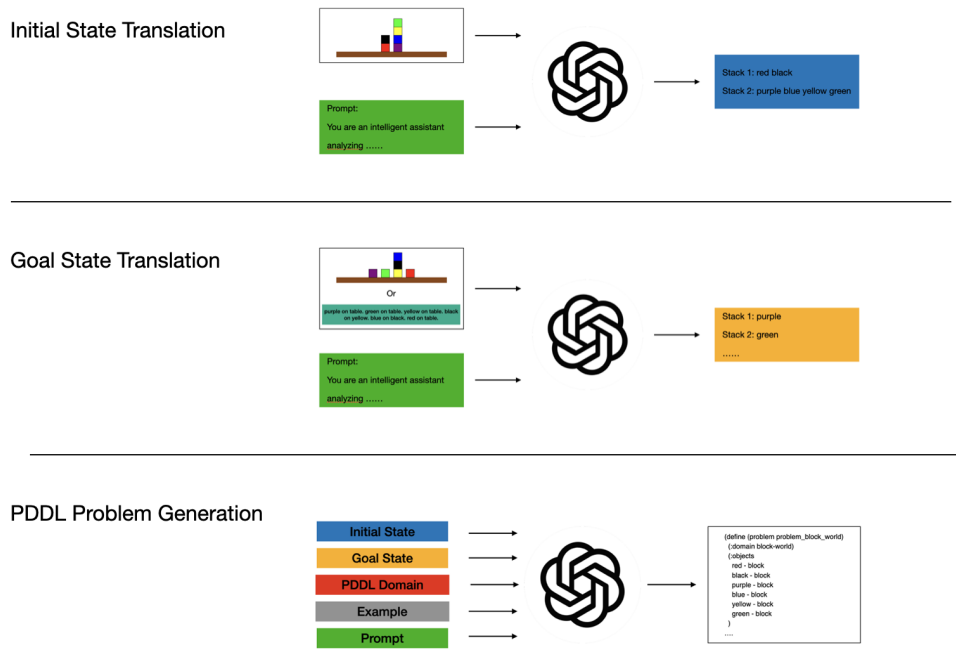 Initial State Translation
Prompt:
You are an intelligent assistant
analyzing ......
Stack 1: red black
Stack 2: purple blue yellow green
Goal State Translation
Or
purple on table. green on table. yellow on table. black
on yellow. blue on black. red on table.
Prompt:
You are an intelligent assistant
analyzing ......
Stack 1: purple
Stack 2: green
......
PDDL Problem Generation
Initial State
Goal State
PDDL Domain
Example
Prompt
(define (problem problem_block_world)
(:domain block-world)
(:objects
red - block
black - block
purple - block
blue - block
yellow - block
green - block
)
....